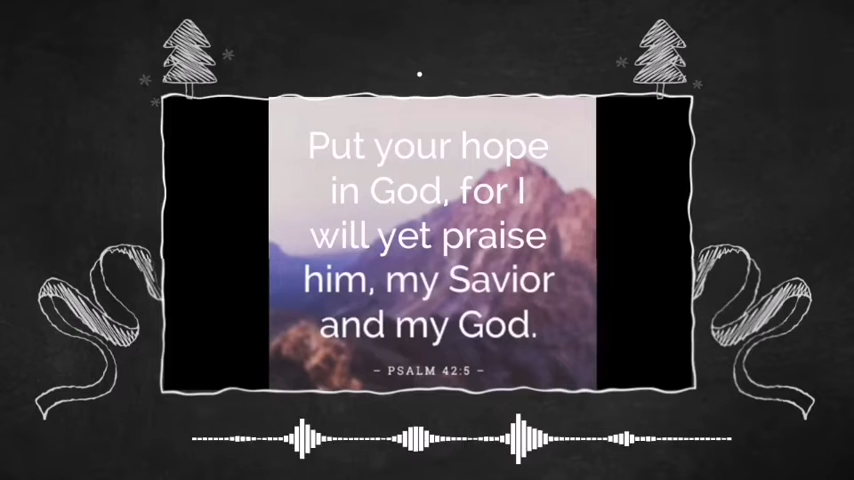 Put your hope
in God, for I
will yet praise
him, my Savior
and my God.
– PSALM 42:5 –